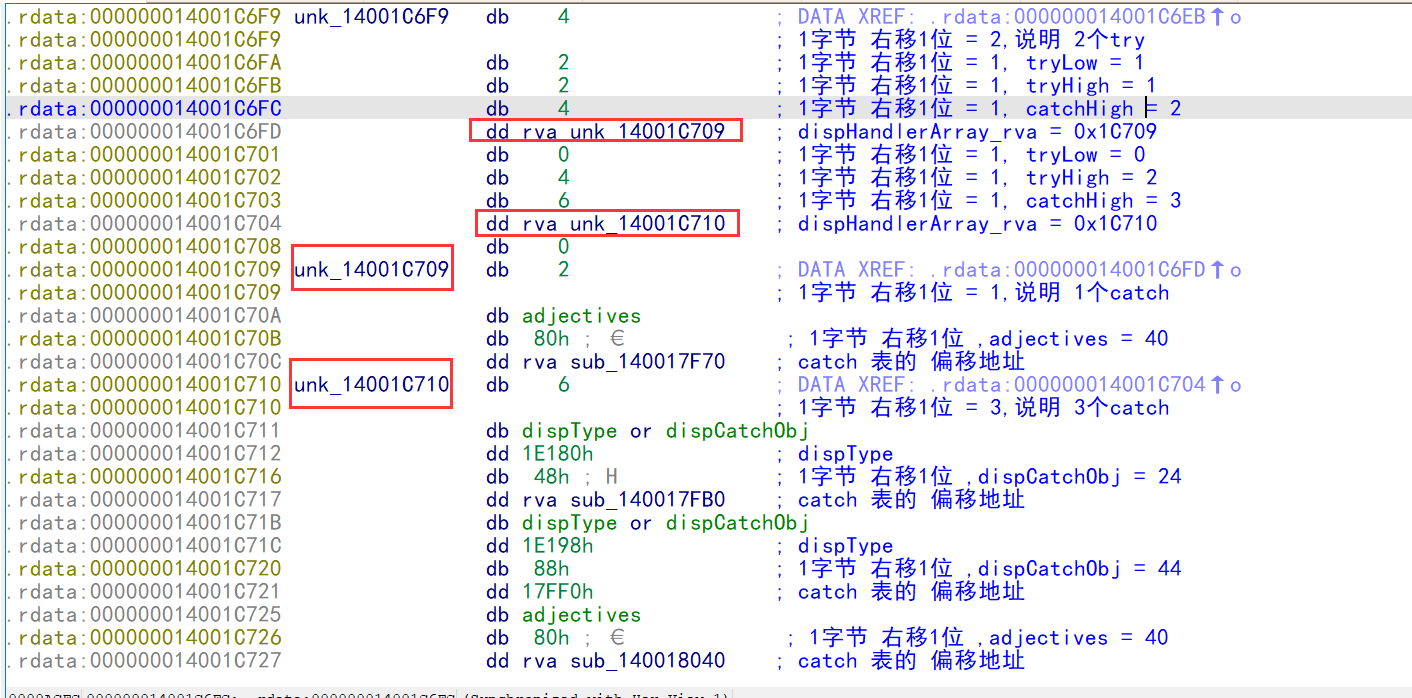 .rdata:000000014001C6F9 unk_14001C6F9 db 4 ; DATA XREF: .rdata:000000014001C6EB↑o
.rdata:000000014001C6F9 ; 1字节 右移1位 = 2,说明 2个try
.rdata:000000014001C6FA db 2 ; 1字节 右移1位 = 1, tryLow = 1
.rdata:000000014001C6FB db 2 ; 1字节 右移1位 = 1, tryHigh = 1
.rdata:000000014001C6FC db 4 ; 1字节 右移1位 = 1, catchHigh = 2
.rdata:000000014001C6FD dd rva unk_14001C709 ; dispHandlerArray_rva = 0x1C709
.rdata:000000014001C701 db 0 ; 1字节 右移1位 = 1, tryLow = 0
.rdata:000000014001C702 db 4 ; 1字节 右移1位 = 1, tryHigh = 2
.rdata:000000014001C703 db 6 ; 1字节 右移1位 = 1, catchHigh = 3
.rdata:000000014001C704 dd rva unk_14001C710 ; dispHandlerArray_rva = 0x1C710
.rdata:000000014001C708 db 0
.rdata:000000014001C709 unk_14001C709 db 2 ; DATA XREF: .rdata:000000014001C6FD↑o
.rdata:000000014001C709 ; 1字节 右移1位 = 1,说明 1个catch
.rdata:000000014001C70A db adjectives
.rdata:000000014001C70B db 80h ; € ; 1字节 右移1位 ,adjectives = 40
.rdata:000000014001C70C dd rva sub_140017F70 ; catch 表的 偏移地址
.rdata:000000014001C710 unk_14001C710 db 6 ; DATA XREF: .rdata:000000014001C704↑o
.rdata:000000014001C710 ; 1字节 右移1位 = 3,说明 3个catch
.rdata:000000014001C711 db dispType or dispCatchObj
.rdata:000000014001C712 dd 1E180h ; dispType
.rdata:000000014001C716 db 48h ; H ; 1字节 右移1位 ,dispCatchObj = 24
.rdata:000000014001C717 dd rva sub_140017FB0 ; catch 表的 偏移地址
.rdata:000000014001C71B db dispType or dispCatchObj
.rdata:000000014001C71C dd 1E198h ; dispType
.rdata:000000014001C720 db 88h ; 1字节 右移1位 ,dispCatchObj = 44
.rdata:000000014001C721 dd 17FF0h ; catch 表的 偏移地址
.rdata:000000014001C725 db adjectives
.rdata:000000014001C726 db 80h ; € ; 1字节 右移1位 ,adjectives = 40
.rdata:000000014001C727 dd rva sub_140018040 ; catch 表的 偏移地址